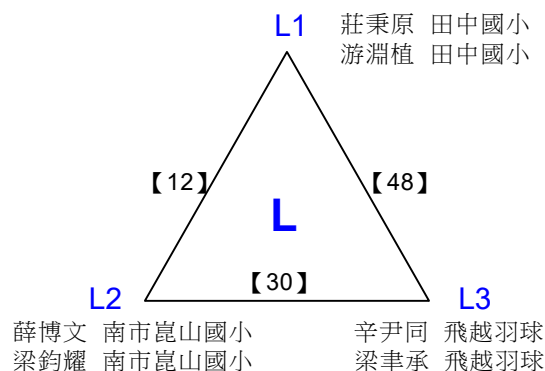 L1
莊秉原 田中國小
游淵植 田中國小
【12】
【48】
L
【30】
L2
L3
薛博文 南市崑山國小
梁鈞耀 南市崑山國小
辛尹同 飛越羽球
梁聿承 飛越羽球